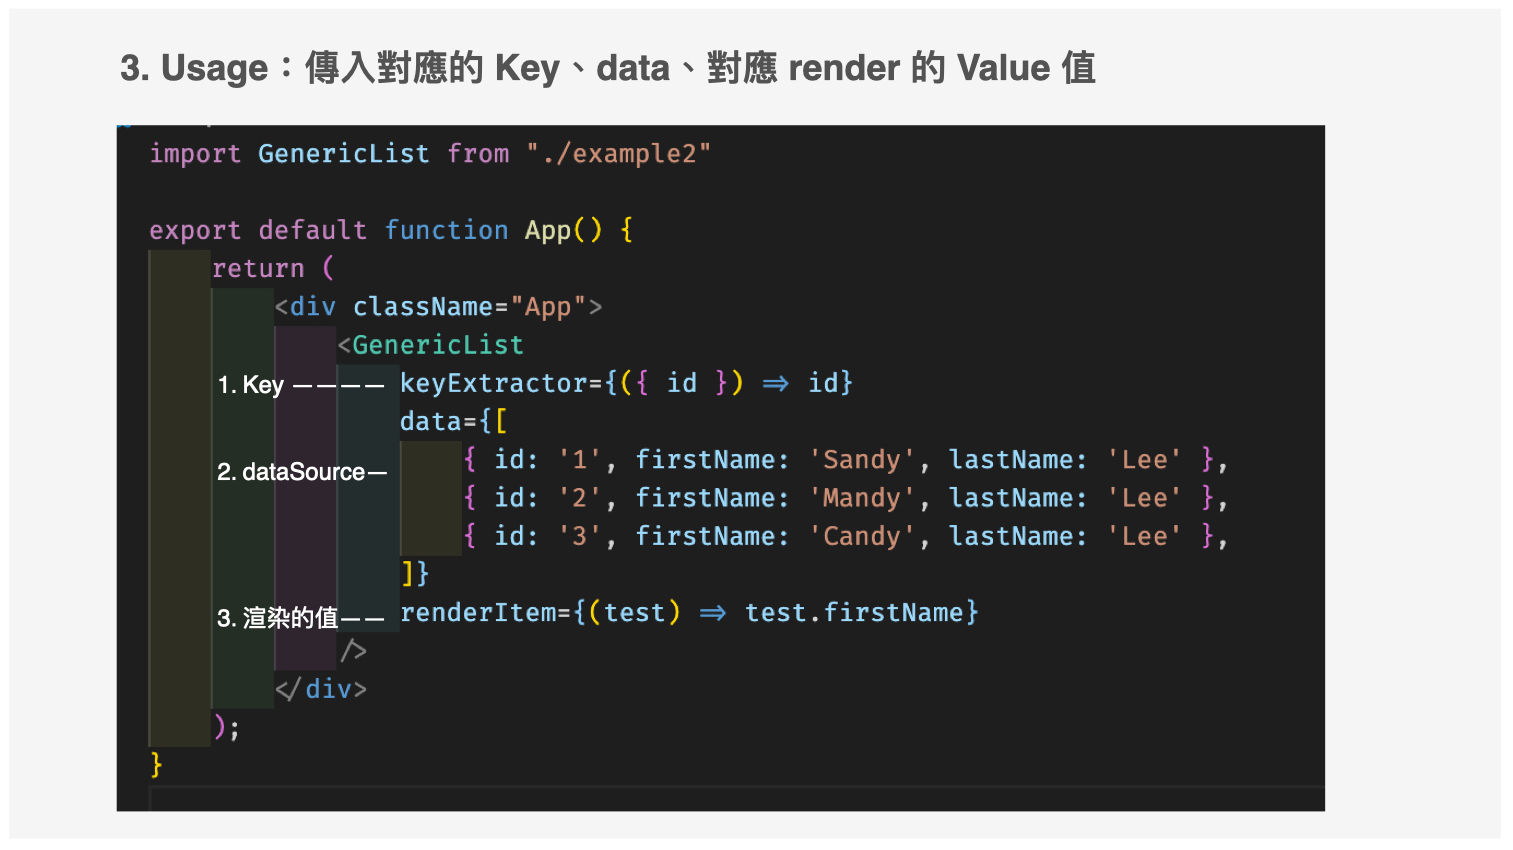 3. Usage：傳入對應的 Key、data、對應 render 的 Value 值
import GenericList from "./example2"
export default function App() {
return (
<div className="App">
<GenericList
1. Key ———— keyExtractor={({ id }) => id}
data={[
{ id: '1', firstName: 'Sandy', lastName: 'Lee' },
2. dataSource—
{ id: '2', firstName: 'Mandy', lastName: 'Lee' },
{ id: '3', firstName: 'Candy', lastName: 'Lee' },
]}
3. 渲染的值—— renderItem={(test) => test.firstName}
/>
</div>
);
}